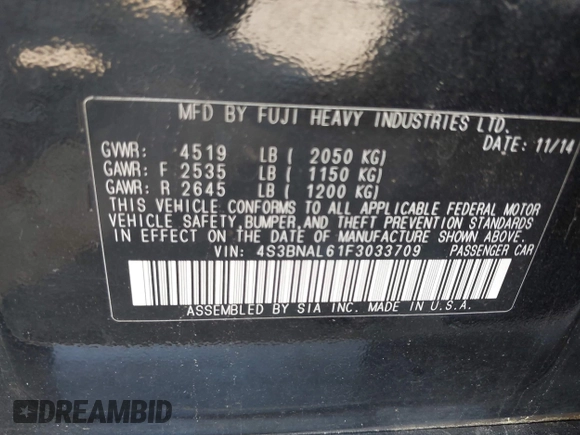 MFD BY FUJI HEAVY INDUSTRIES LTD.
DATE: 11/14
GVWR: 4519 LB ( 2050 KG)
GAWR: F 2535 LB ( 1150 KG)
GAWR: R 2645 LB ( 1200 KG)
THIS VEHICLE CONFORMS TO ALL APPLICABLE FEDERAL MOTOR
VEHICLE SAFETY, BUMPER, AND THEFT PREVENTION STANDARDS
IN EFFECT ON THE DATE OF MANUFACTURE SHOWN ABOVE.
VIN: 4S3BNAL61F3033709 PASSENGER CAR
ASSEMBLED BY SIA INC. MADE IN U.S.A.
DREAMBID